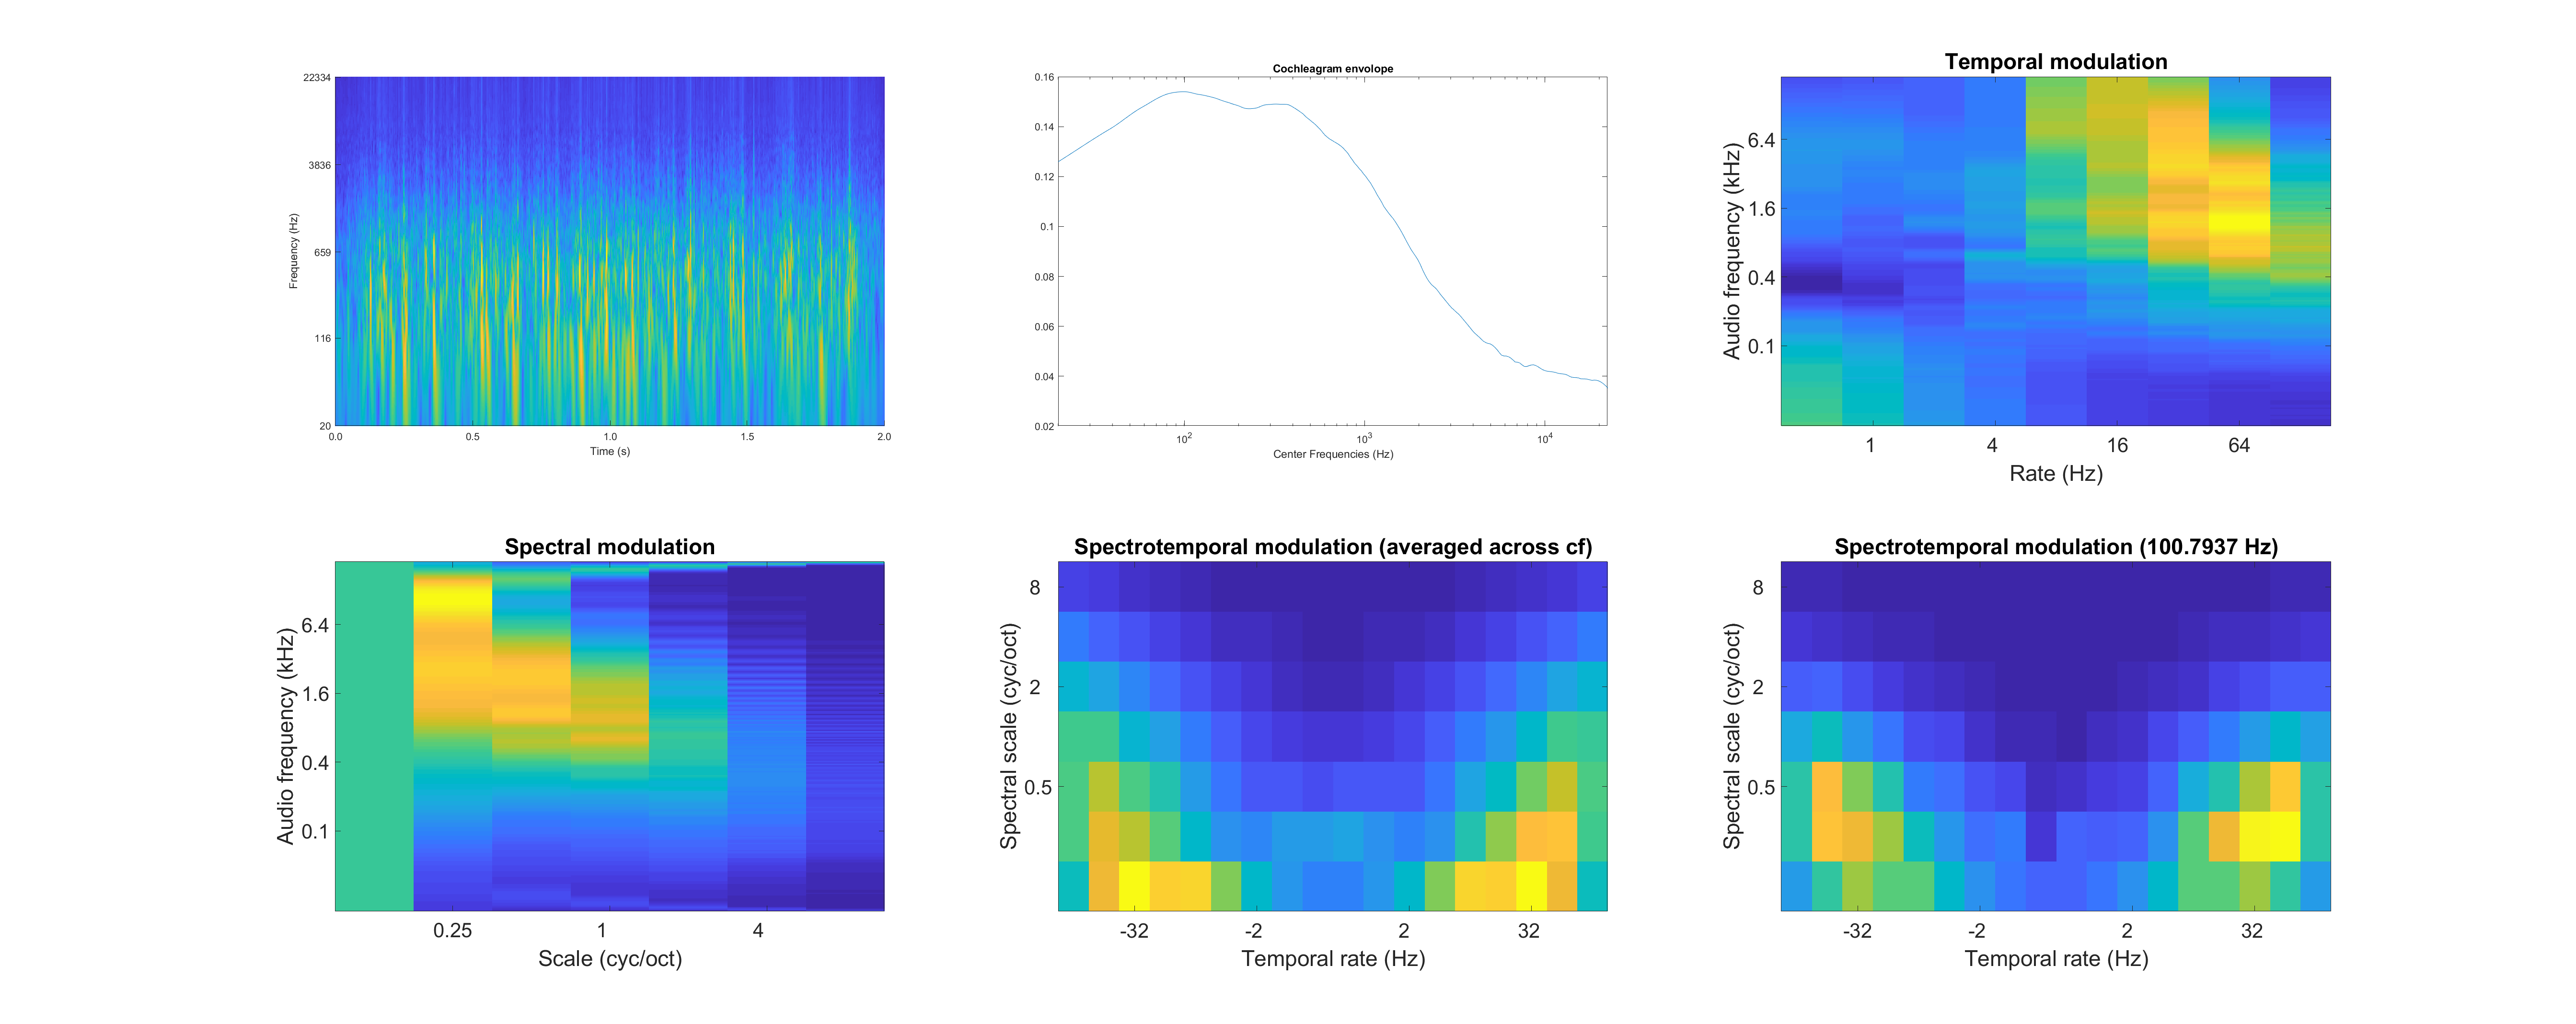 22334
3836
659
116
20
0.0 0.5 1.0 1.5 2.0
Frequency (Hz)
Time (s)
Cochleagram envolope
0.16
0.14
0.12
0.1
0.08
0.06
0.04
0.02
10^2 10^3 10^4
Center Frequencies (Hz)
Temporal modulation
6.4
1.6
0.4
0.1
Audio frequency (kHz)
1 4 16 64
Rate (Hz)
Spectral modulation
6.4
1.6
0.4
0.1
Audio frequency (kHz)
0.25 1 4
Scale (cyc/oct)
Spectrotemporal modulation (averaged across cf)
8
2
0.5
Spectral scale (cyc/oct)
-32 -2 2 32
Temporal rate (Hz)
Spectrotemporal modulation (100.7937 Hz)
8
2
0.5
Spectral scale (cyc/oct)
-32 -2 2 32
Temporal rate (Hz)